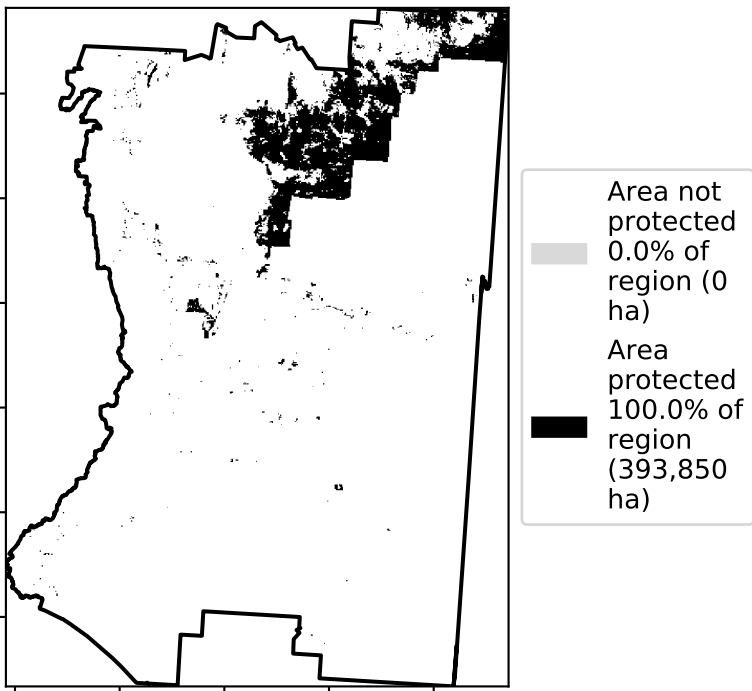 Area not
protected
0.0% of
region (0
ha)
Area
protected
100.0% of
region
(393,850
ha)